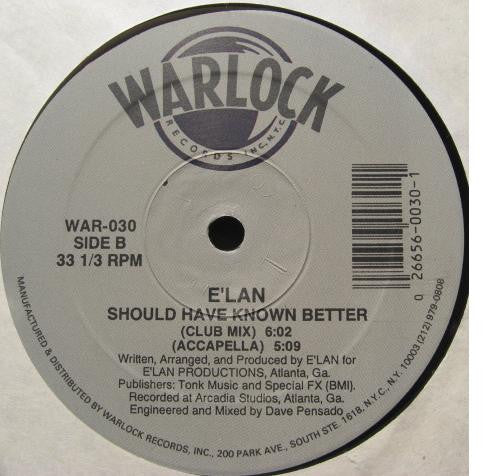 WARLOCK
RECORDS INC. N.Y.C.
WAR-030
SIDE B
33 1/3 RPM
0 26656-0030-1
E'LAN
SHOULD HAVE KNOWN BETTER
(CLUB MIX) 6:02
(ACCAPELLA) 5:09
Written, Arranged, and Produced by E'LAN for
E'LAN PRODUCTIONS, Atlanta, Ga.
Publishers: Tonk Music and Special FX (BMI).
Recorded at Arcadia Studios, Atlanta, Ga.
Engineered and Mixed by Dave Pensado.
MANUFACTURED & DISTRIBUTED BY WARLOCK RECORDS, INC., 200 PARK AVE., SOUTH STE. 1618, N.Y.C., N.Y. 10003 (212) 979-0808